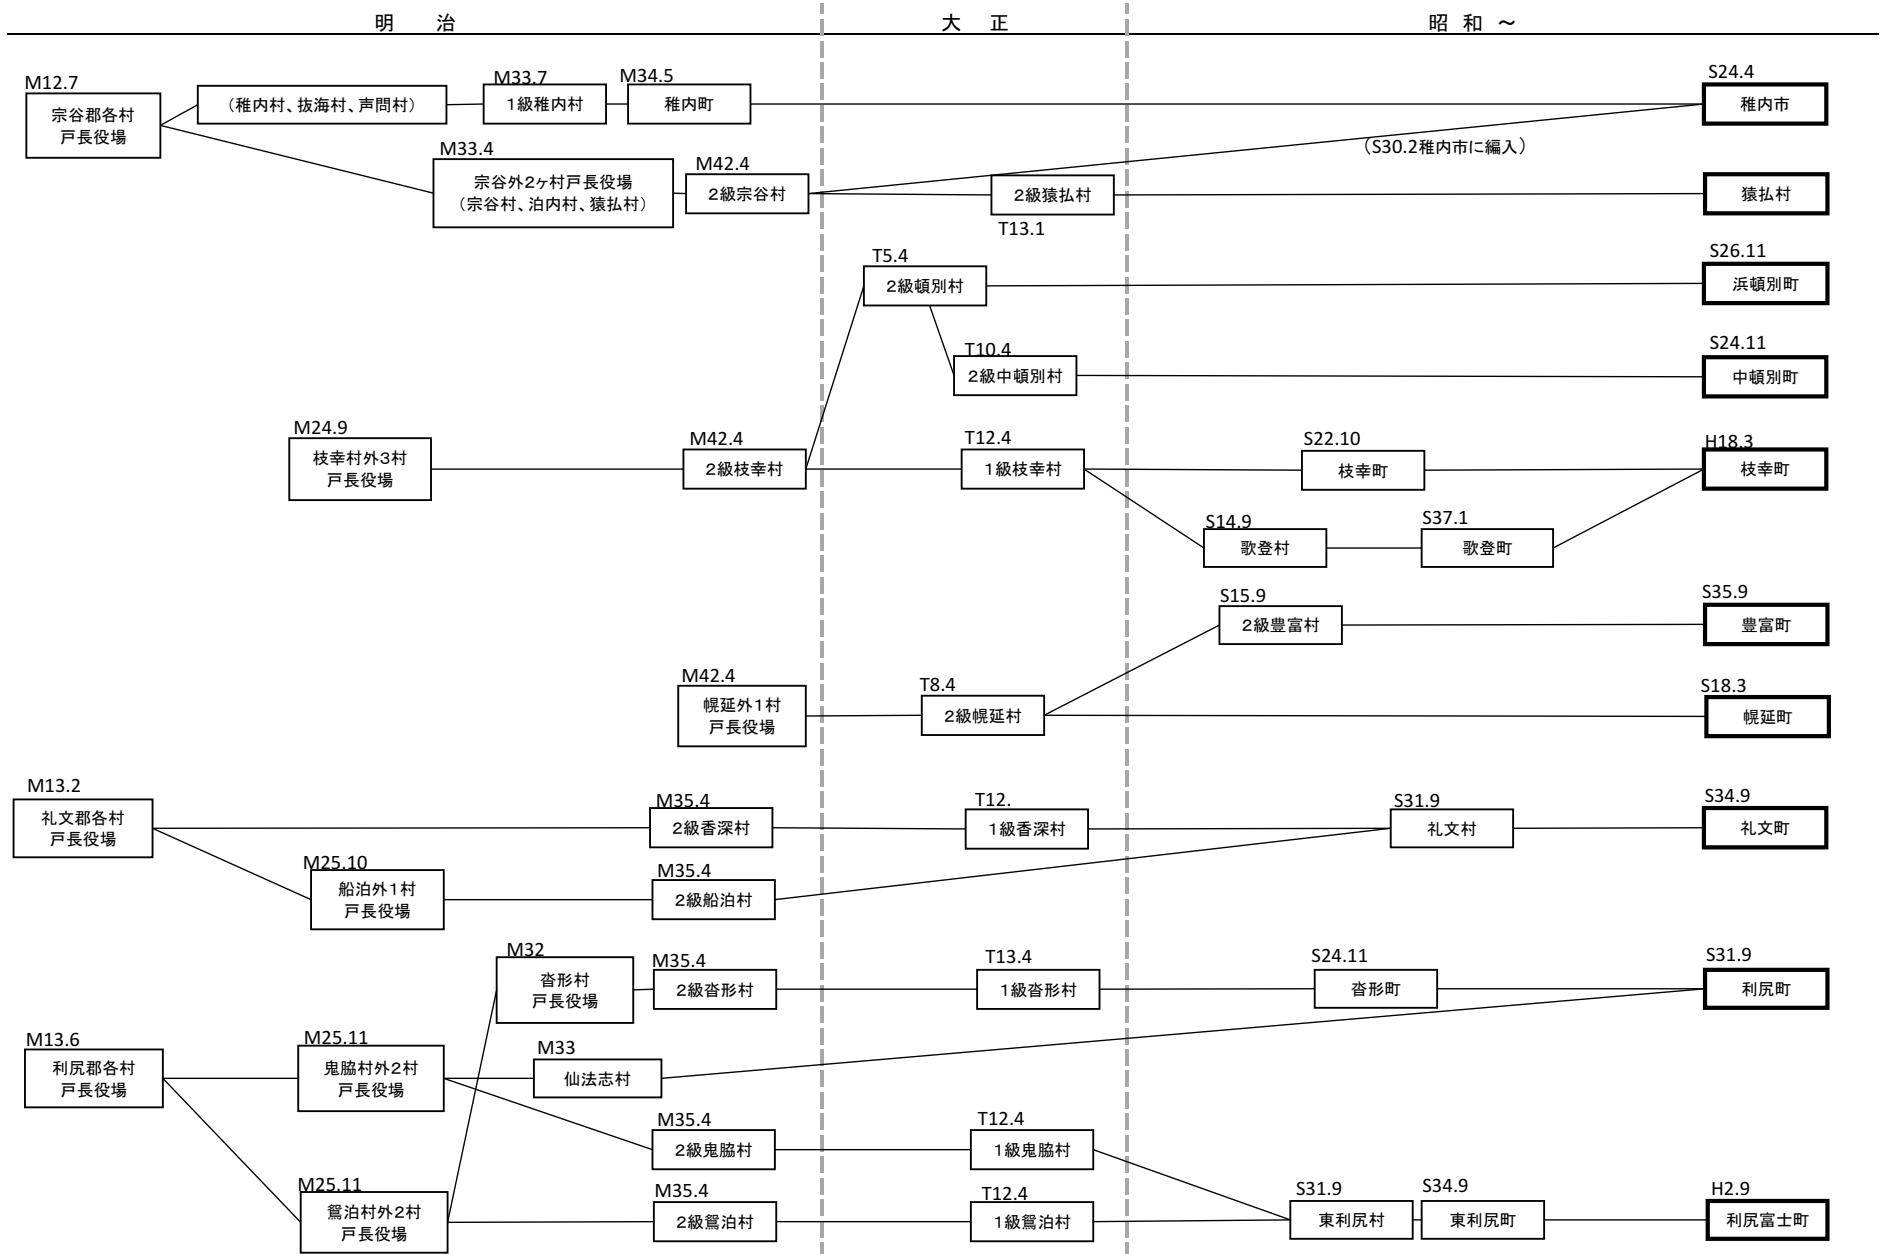 明　治
大　正
昭 和 ～
M12.7
宗谷郡各村
戸長役場
（稚内村、抜海村、声問村）
M33.7
1級稚内村
M34.5
稚内町
S24.4
稚内市
M33.4
宗谷外2ヶ村戸長役場
（宗谷村、泊内村、猿払村）
M42.4
2級宗谷村
（S30.2稚内市に編入）
2級猿払村
T13.1
猿払村
T5.4
2級頓別村
S26.11
浜頓別町
T10.4
2級中頓別村
S24.11
中頓別町
M24.9
枝幸村外3村
戸長役場
M42.4
2級枝幸村
T12.4
1級枝幸村
S22.10
枝幸町
H18.3
枝幸町
S14.9
歌登村
S37.1
歌登町
S15.9
2級豊富村
S35.9
豊富町
M42.4
幌延外1村
戸長役場
T8.4
2級幌延村
S18.3
幌延町
M13.2
礼文郡各村
戸長役場
M35.4
2級香深村
T12.
1級香深村
S31.9
礼文村
S34.9
礼文町
M25.10
船泊外1村
戸長役場
M35.4
2級船泊村
M32
沓形村
戸長役場
M35.4
2級沓形村
T13.4
1級沓形村
S24.11
沓形町
S31.9
利尻町
M13.6
利尻郡各村
戸長役場
M25.11
鬼脇村外2村
戸長役場
M33
仙法志村
M35.4
2級鬼脇村
T12.4
1級鬼脇村
M25.11
鴛泊村外2村
戸長役場
M35.4
2級鴛泊村
T12.4
1級鴛泊村
S31.9
東利尻村
S34.9
東利尻町
H2.9
利尻富士町